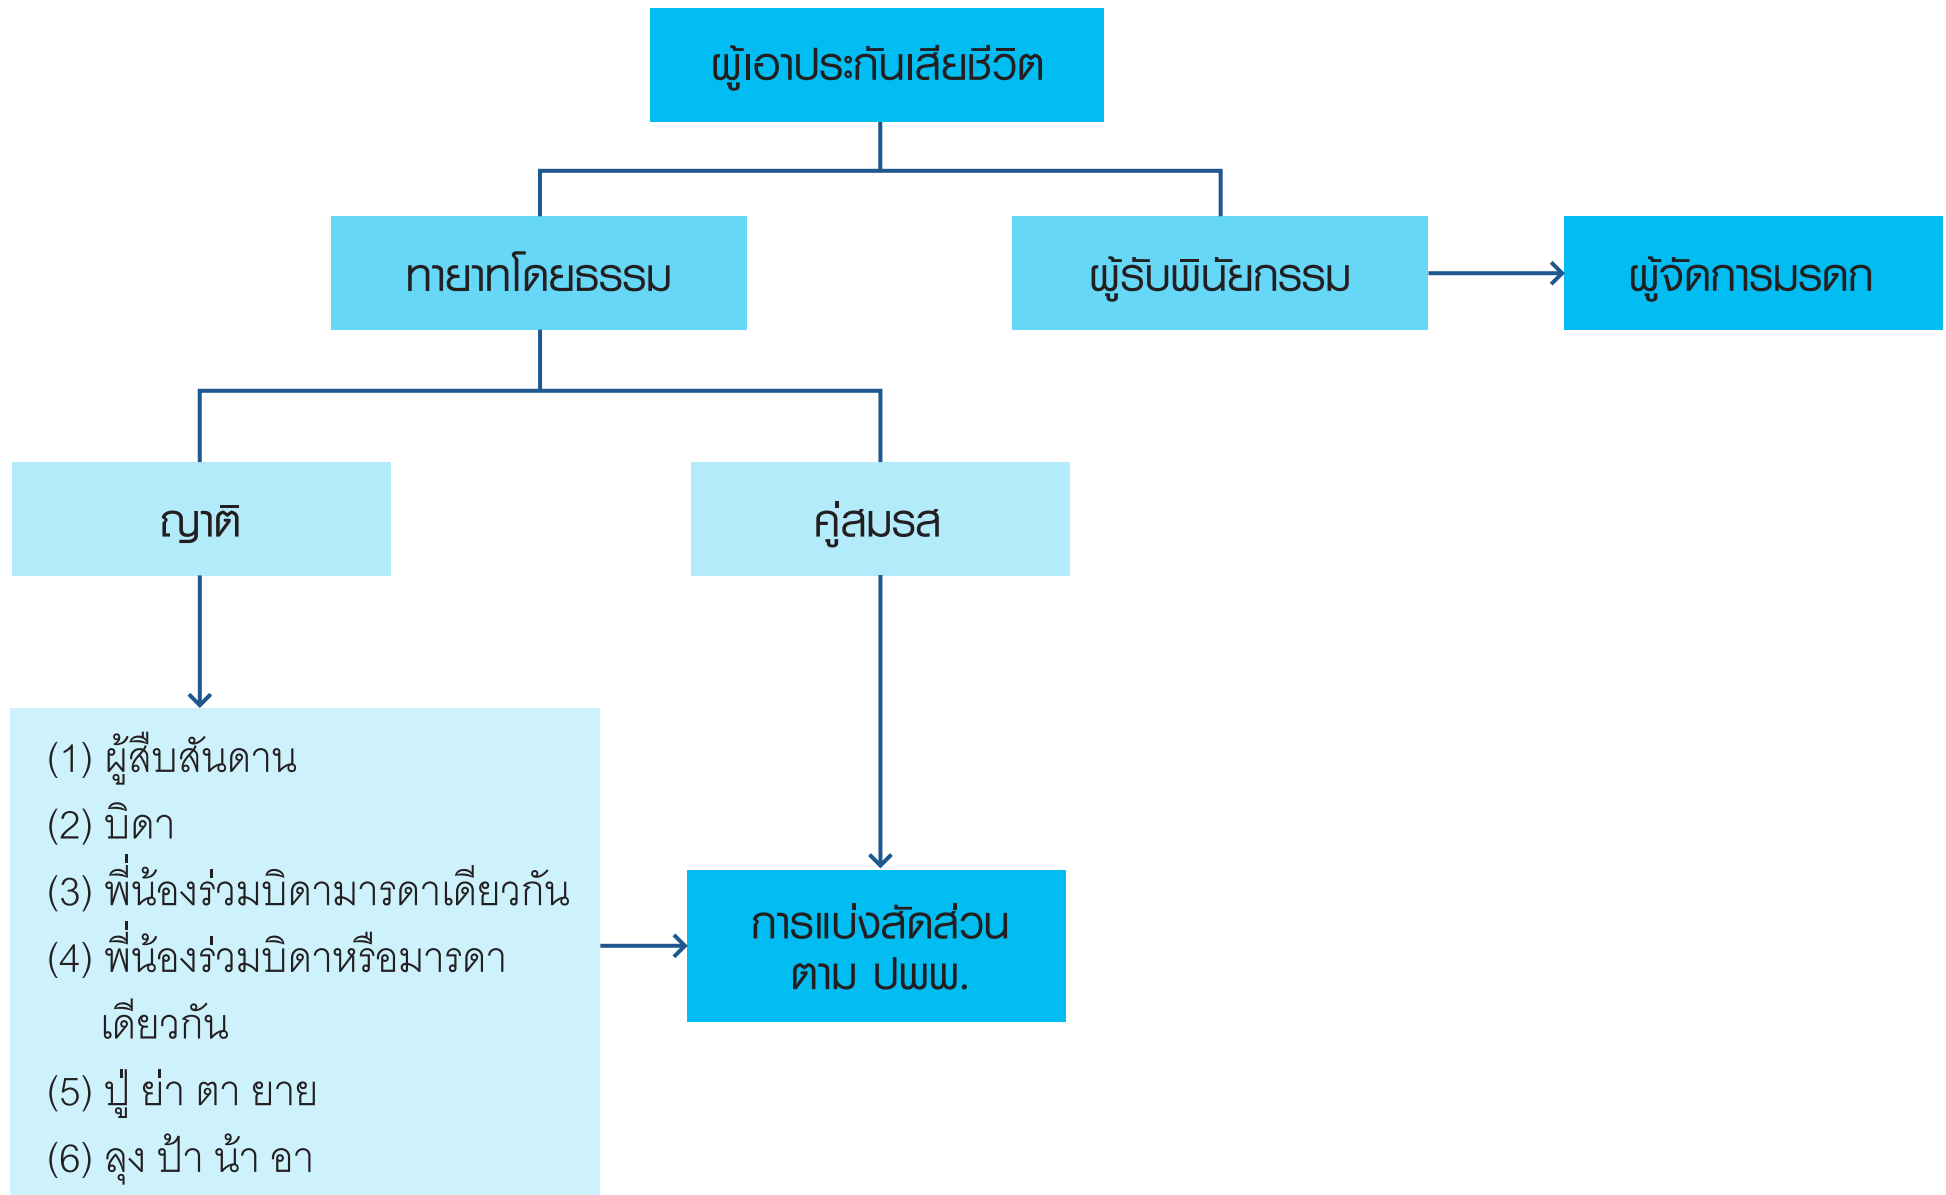 ผู้เอาประกันเสียชีวิต
ทายาทโดยธรรม
ผู้รับพินัยกรรม
ผู้จัดการมรดก
ญาติ
คู่สมรส
(1) ผู้สืบสันดาน
(2) บิดา
(3) พี่น้องร่วมบิดามารดาเดียวกัน
(4) พี่น้องร่วมบิดาหรือมารดา
เดียวกัน
(5) ปู่ ย่า ตา ยาย
(6) ลุง ป้า น้า อา
การแบ่งสัดส่วน
ตาม ปพพ.